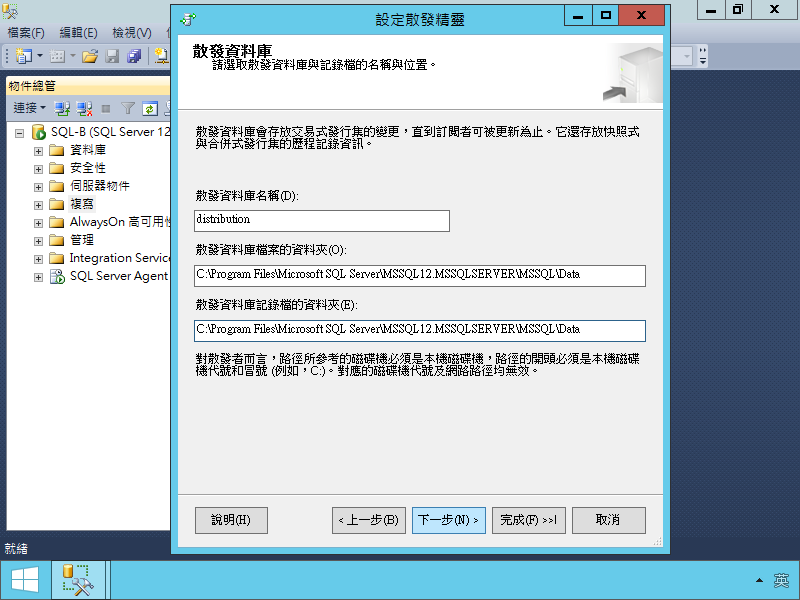 設定散發精靈
檔案(F) 編輯(E) 檢視(V)
物件總管
連接
SQL-B (SQL Server 12
資料庫
安全性
伺服器物件
複寫
AlwaysOn 高可用性
管理
Integration Service
SQL Server Agent
散發資料庫
請選取散發資料庫與記錄檔的名稱與位置。
散發資料庫會存放交易式發行集的變更，直到訂閱者可被更新為止。它還存放快照式
與合併式發行集的歷程記錄資訊。
散發資料庫名稱(D):
distribution
散發資料庫檔案的資料夾(O):
C:\Program Files\Microsoft SQL Server\MSSQL12.MSSQLSERVER\MSSQL\Data
散發資料庫記錄檔的資料夾(E):
C:\Program Files\Microsoft SQL Server\MSSQL12.MSSQLSERVER\MSSQL\Data
對散發者而言，路徑所參考的磁碟機必須是本機磁碟機，路徑的開頭必須是本機磁碟
機代號和冒號 (例如，C:)。對應的磁碟機代號及網路路徑均無效。
說明(H) < 上一步(B) 下一步(N) > 完成(F) >>| 取消
就緒
英